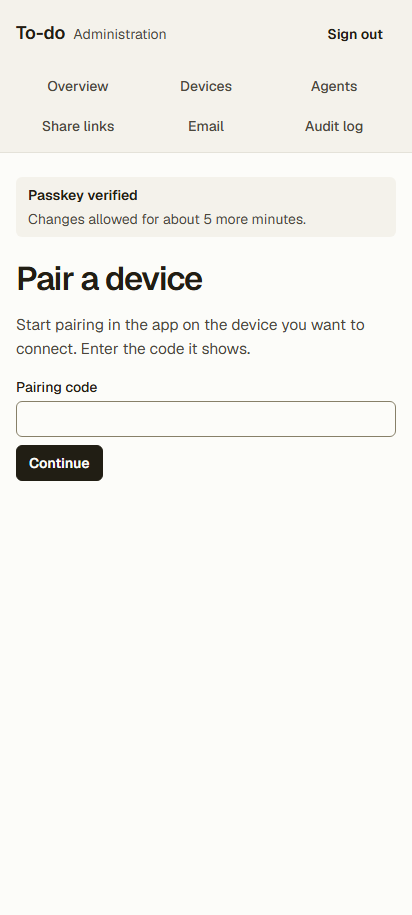 To-do Administration Sign out
Overview Devices Agents
Share links Email Audit log
Passkey verified
Changes allowed for about 5 more minutes.
Pair a device
Start pairing in the app on the device you want to
connect. Enter the code it shows.
Pairing code
Continue